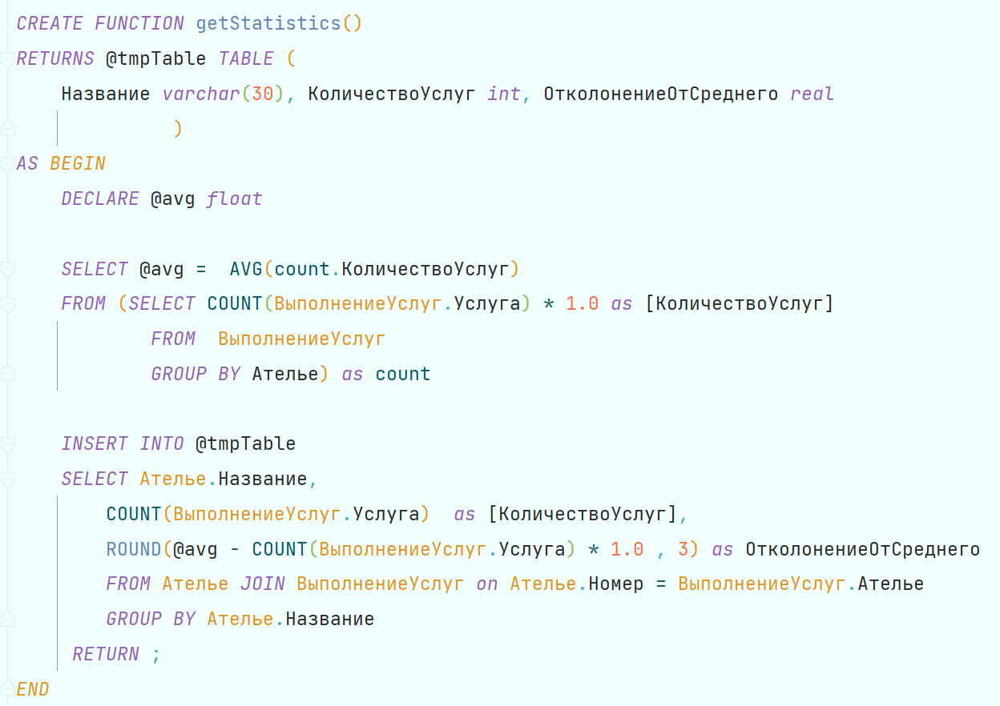 CREATE FUNCTION getStatistics()
RETURNS @tmpTable TABLE (
Название varchar(30), КоличествоУслуг int, ОтколонениеОтСреднего real
)
AS BEGIN
DECLARE @avg float
SELECT @avg =  AVG(count.КоличествоУслуг)
FROM (SELECT COUNT(ВыполнениеУслуг.Услуга) * 1.0 as [КоличествоУслуг]
FROM  ВыполнениеУслуг
GROUP BY Ателье) as count
INSERT INTO @tmpTable
SELECT Ателье.Название,
COUNT(ВыполнениеУслуг.Услуга)  as [КоличествоУслуг],
ROUND(@avg - COUNT(ВыполнениеУслуг.Услуга) * 1.0 , 3) as ОтколонениеОтСреднего
FROM Ателье JOIN ВыполнениеУслуг on Ателье.Номер = ВыполнениеУслуг.Ателье
GROUP BY Ателье.Название
RETURN ;
END